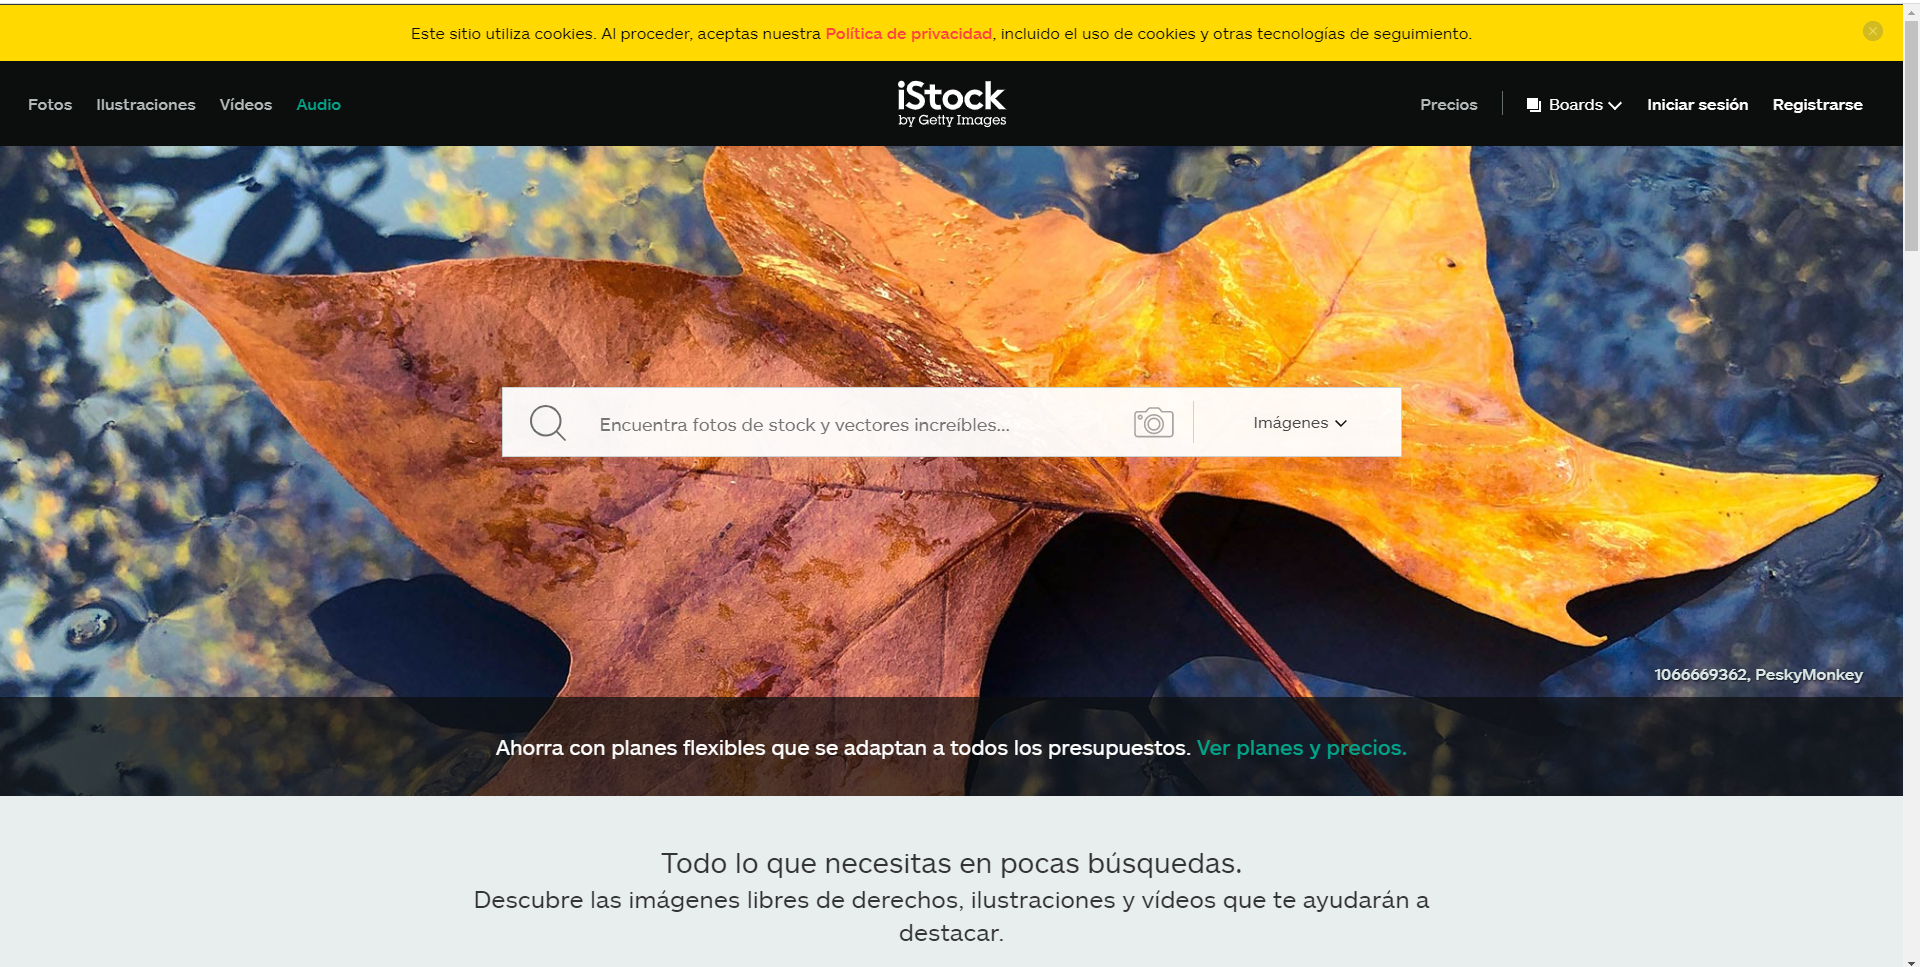 Este sitio utiliza cookies. Al proceder, aceptas nuestra Política de privacidad, incluido el uso de cookies y otras tecnologías de seguimiento.
Fotos Ilustraciones Vídeos Audio
iStock
by Getty Images
Precios Boards Iniciar sesión Registrarse
Encuentra fotos de stock y vectores increíbles...
Imágenes
1066669362, PeskyMonkey
Ahorra con planes flexibles que se adaptan a todos los presupuestos. Ver planes y precios.
Todo lo que necesitas en pocas búsquedas.
Descubre las imágenes libres de derechos, ilustraciones y vídeos que te ayudarán a
destacar.